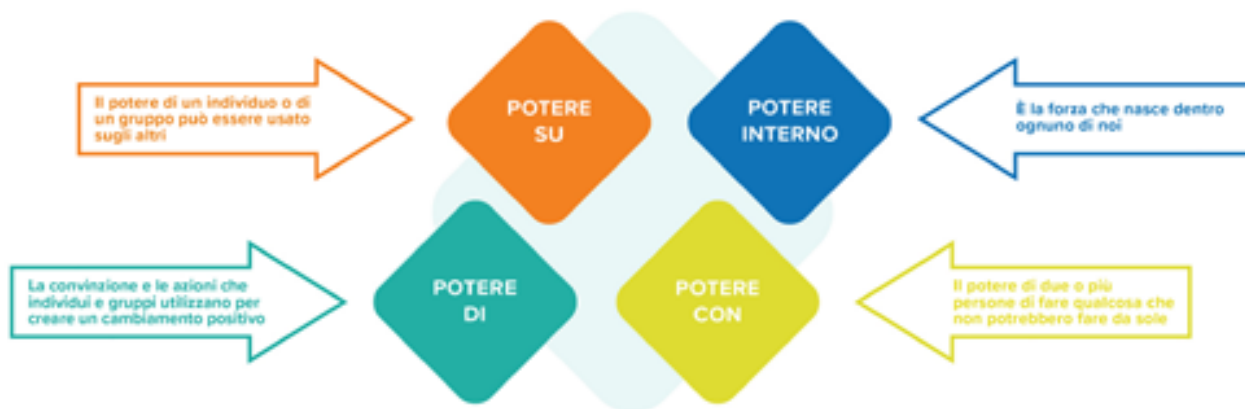 Il potere di un individuo o di
un gruppo può essere usato
sugli altri
POTERE
SU
POTERE
INTERNO
È la forza che nasce dentro
ognuno di noi
La convinzione e le azioni che
individui e gruppi utilizzano per
creare un cambiamento positivo
POTERE
DI
POTERE
CON
Il potere di due o più
persone di fare qualcosa che
non potrebbero fare da sole